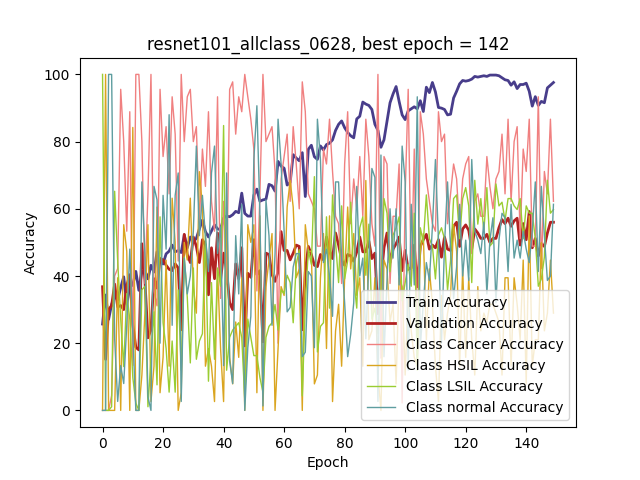 resnet101_allclass_0628, best epoch = 142
100
80
60
40
20
0
Accuracy
Train Accuracy
Validation Accuracy
Class Cancer Accuracy
Class HSIL Accuracy
Class LSIL Accuracy
Class normal Accuracy
0 20 40 60 80 100 120 140
Epoch